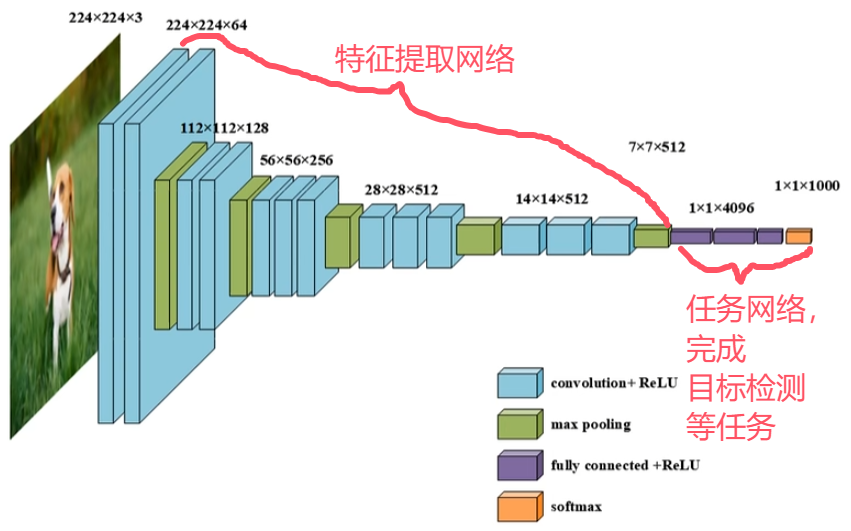 224×224×3
224×224×64
特征提取网络
112×112×128
56×56×256
28×28×512
14×14×512
7×7×512
1×1×4096
1×1×1000
任务网络，
完成
目标检测
等任务
convolution+ ReLU
max pooling
fully connected +ReLU
softmax